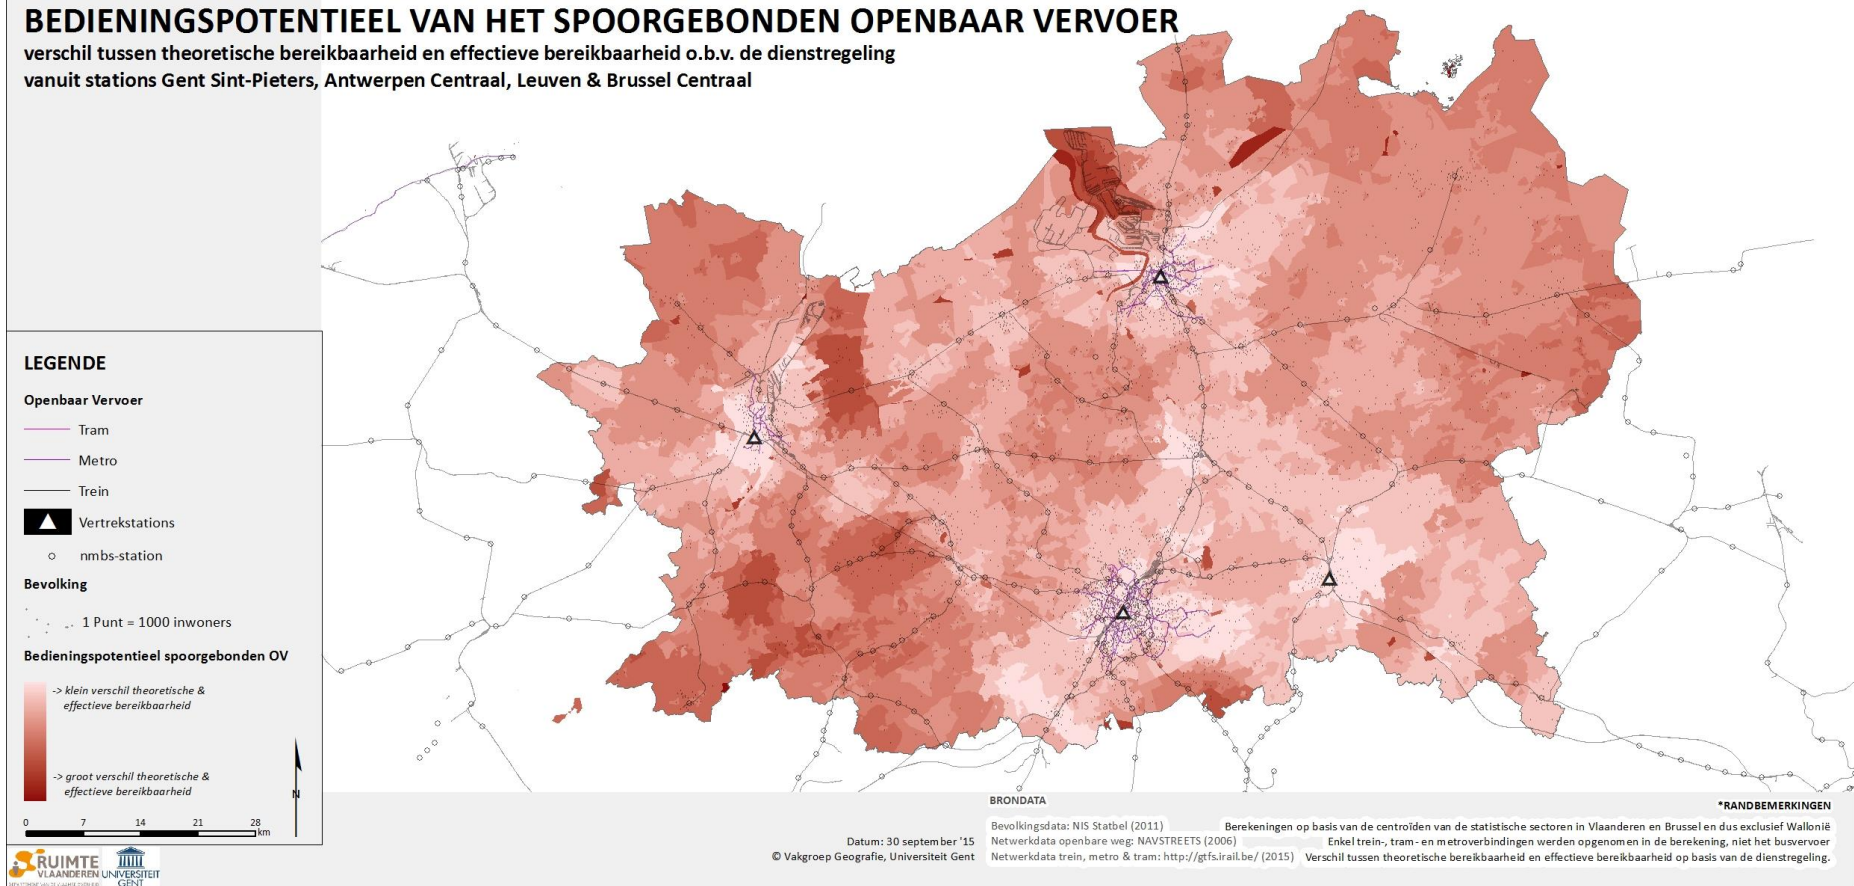 BEDIENINGSPOTENTIEEL VAN HET SPOORGEBONDEN OPENBAAR VERVOER
verschil tussen theoretische bereikbaarheid en effectieve bereikbaarheid o.b.v. de dienstregeling
vanuit stations Gent Sint-Pieters, Antwerpen Centraal, Leuven & Brussel Centraal
LEGENDE
Openbaar Vervoer
Tram
Metro
Trein
Vertrekstations
nmbs-station
Bevolking
1 Punt = 1000 inwoners
Bedieningspotentieel spoorgebonden OV
-> klein verschil theoretische &
effectieve bereikbaarheid
-> groot verschil theoretische &
effectieve bereikbaarheid
N
0 7 14 21 28
km
RUIMTE
VLAANDEREN
UNIVERSITEIT
GENT
Datum: 30 september '15
© Vakgroep Geografie, Universiteit Gent
BRONDATA
Bevolkingsdata: NIS Statbel (2011)
Netwerkdata openbare weg: NAVSTREETS (2006)
Netwerkdata trein, metro & tram: http://gtfs.irail.be/ (2015)
*RANDBEMERKINGEN
Berekeningen op basis van de centroïden van de statistische sectoren in Vlaanderen en Brussel en dus exclusief Wallonië
Enkel trein-, tram - en metroverbindingen werden opgenomen in de berekening, niet het busvervoer
Verschil tussen theoretische bereikbaarheid en effectieve bereikbaarheid op basis van de dienstregeling.